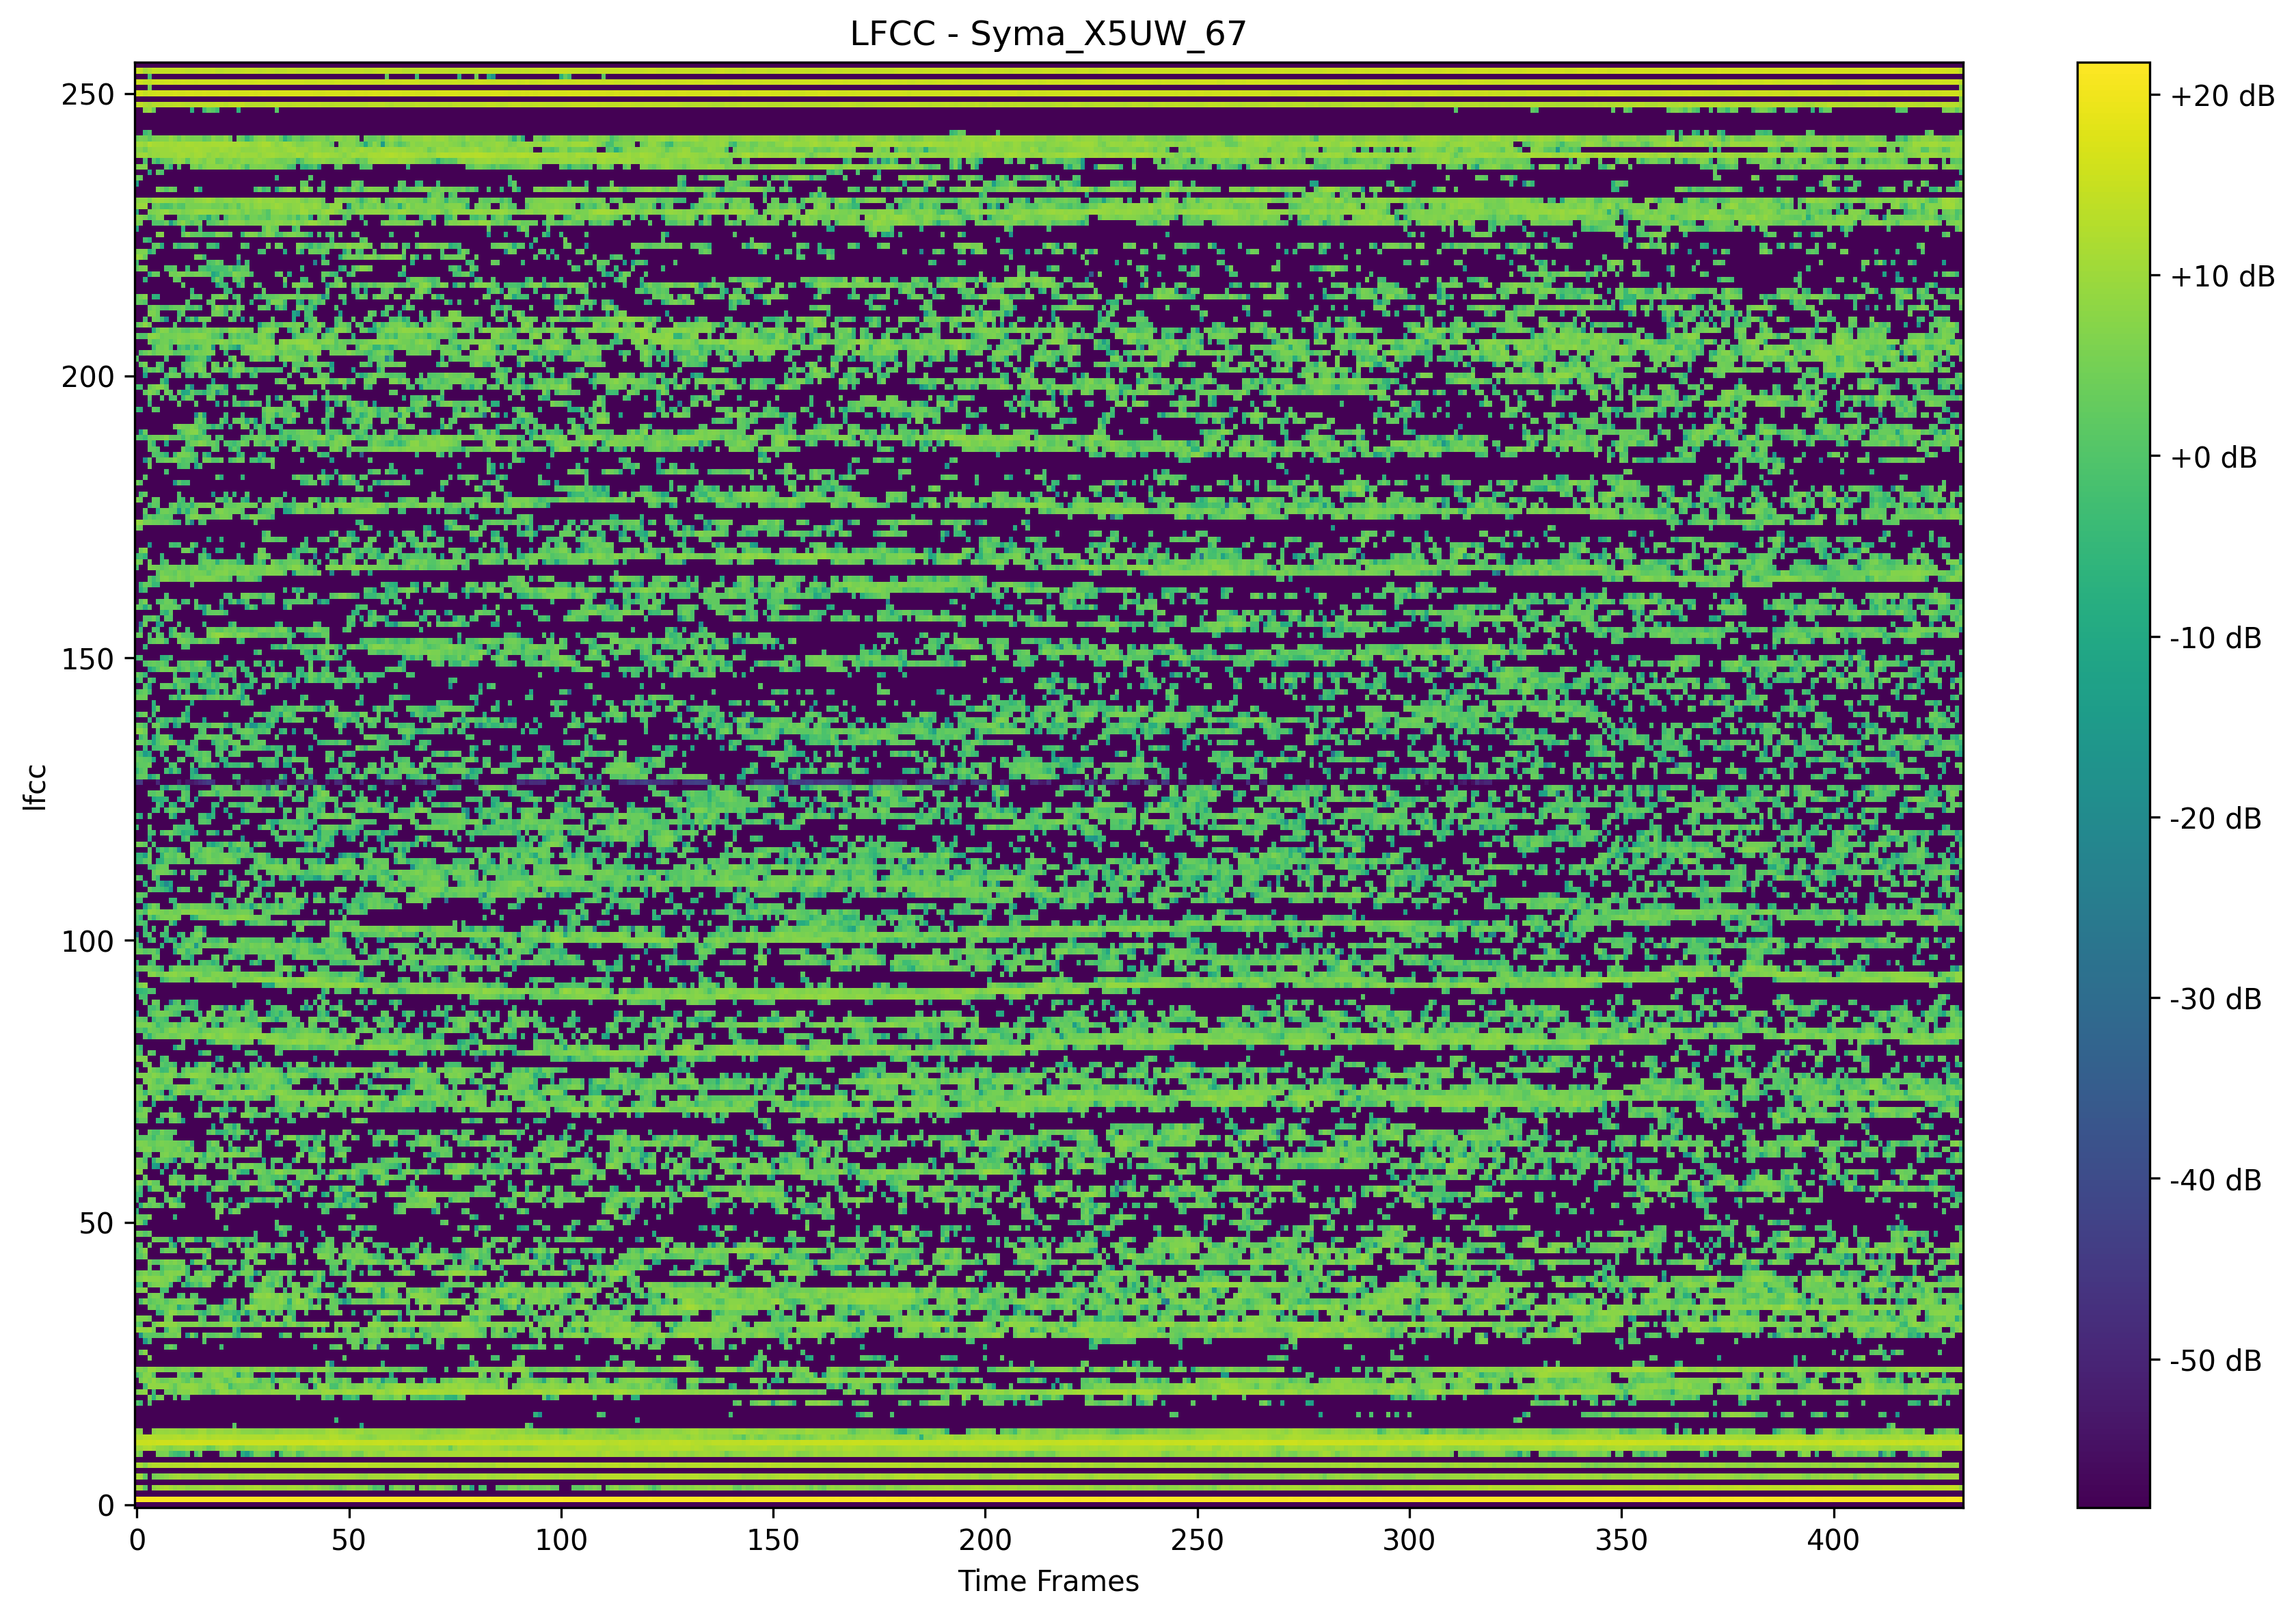 LFCC - Syma_X5UW_67
250
200
150
100
50
0
lfcc
0 50 100 150 200 250 300 350 400
Time Frames
+20 dB
+10 dB
+0 dB
-10 dB
-20 dB
-30 dB
-40 dB
-50 dB